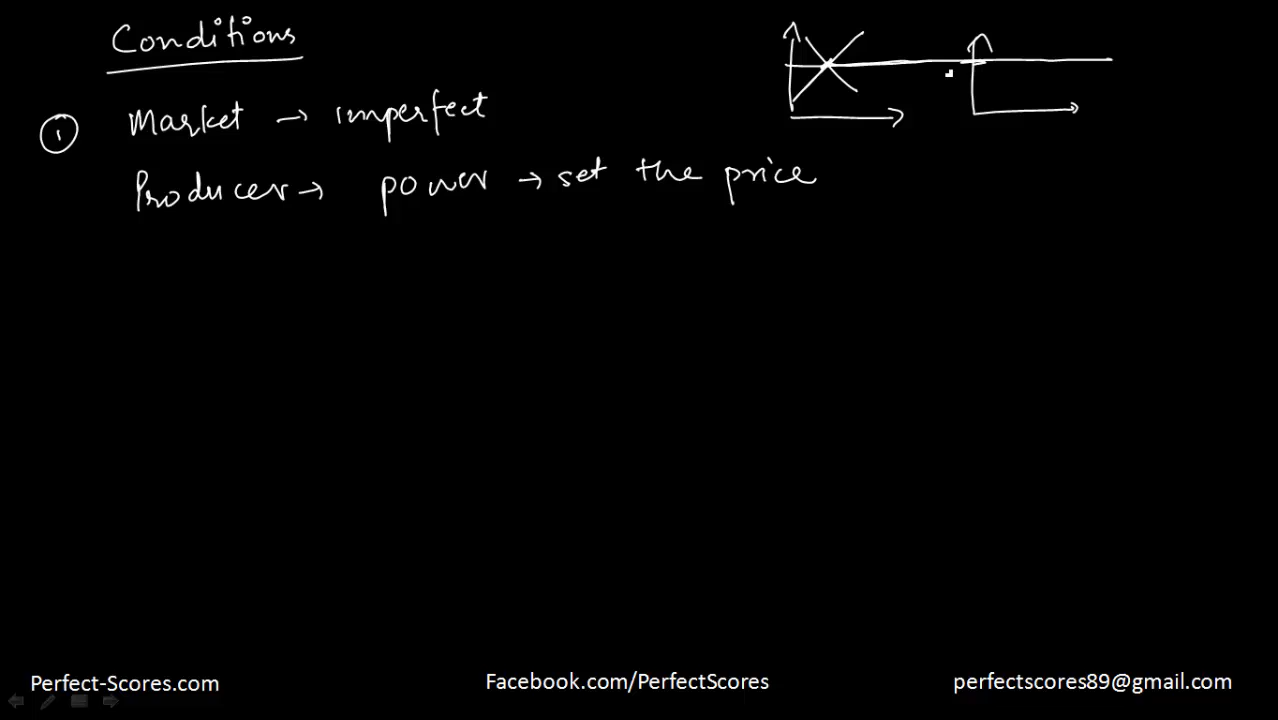 Conditions
① Market → imperfect
Producer → power → set the price
Perfect-Scores.com
Facebook.com/PerfectScores
perfectscores89@gmail.com